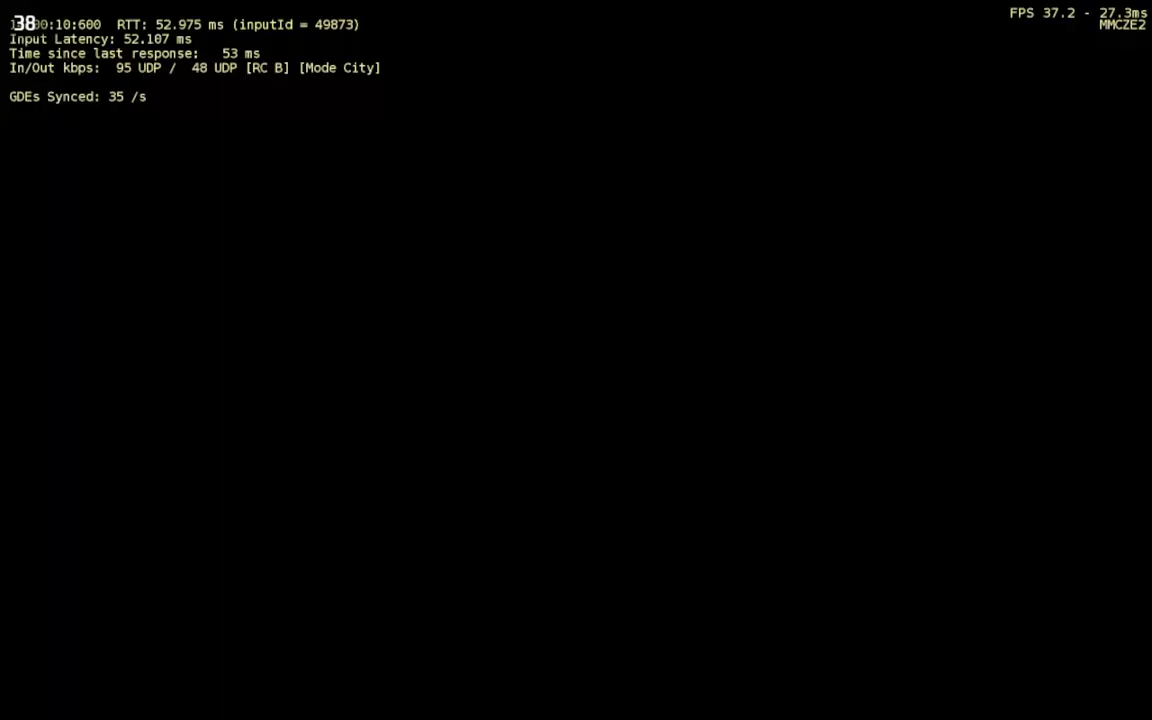 38
00:10:600 RTT: 52.975 ms (inputId = 49873)
FPS 37.2 - 27.3ms
MMCZE2
Input Latency: 52.107 ms
Time since last response: 53 ms
In/Out kbps: 95 UDP / 48 UDP [RC B] [Mode City]
GDEs Synced: 35 /s